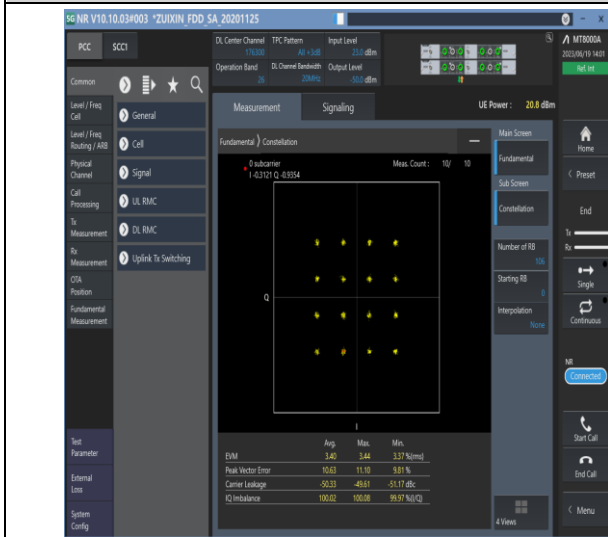 5G NR V10.10.03#003 *ZUIXIN_FDD_SA_20201125
PCC
SCC1
DL Center Channel
176300
TPC Pattern
All +3dB
Input Level
23.0 dBm
Operation Band
26
DL Channel Bandwidth
20MHz
Output Level
-50.0 dBm
MT8000A
2023/06/19 14:01
Ref. Int
Common
Level / Freq
Cell
Level / Freq
Routing / ARB
Physical
Channel
Call
Processing
Tx
Measurement
Rx
Measurement
OTA
Position
Fundamental
Measurement
Test
Parameter
External
Loss
System
Config
General
Cell
Signal
UL RMC
DL RMC
Uplink Tx Switching
Measurement
Signaling
UE Power : 20.8 dBm
Fundamental
Constellation
0 subcarrier
I -0.3121 Q -0.9354
Meas. Count : 10/ 10
Q
I
Avg. Max. Min.
EVM 3.40 3.44 3.37 %(rms)
Peak Vector Error 10.63 11.10 9.81 %
Carrier Leakage -50.33 -49.61 -51.17 dBc
IQ Imbalance 100.02 100.08 99.97 %(I/Q)
Main Screen
Fundamental
Sub Screen
Constellation
Number of RB
106
Starting RB
0
Interpolation
None
4 Views
Home
Preset
End
Tx
Rx
Single
Continuous
NR
Connected
Start Call
End Call
Menu